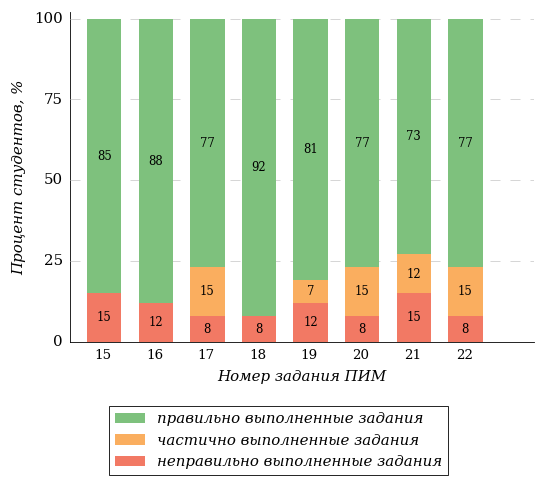 100
75
50
25
0
Процент студентов, %
85 88 77 92 81 77 73 77
15 7 15 12 15
15 12 8 8 12 8 15 8
15 16 17 18 19 20 21 22
Номер задания ПИМ
правильно выполненные задания
частично выполненные задания
неправильно выполненные задания